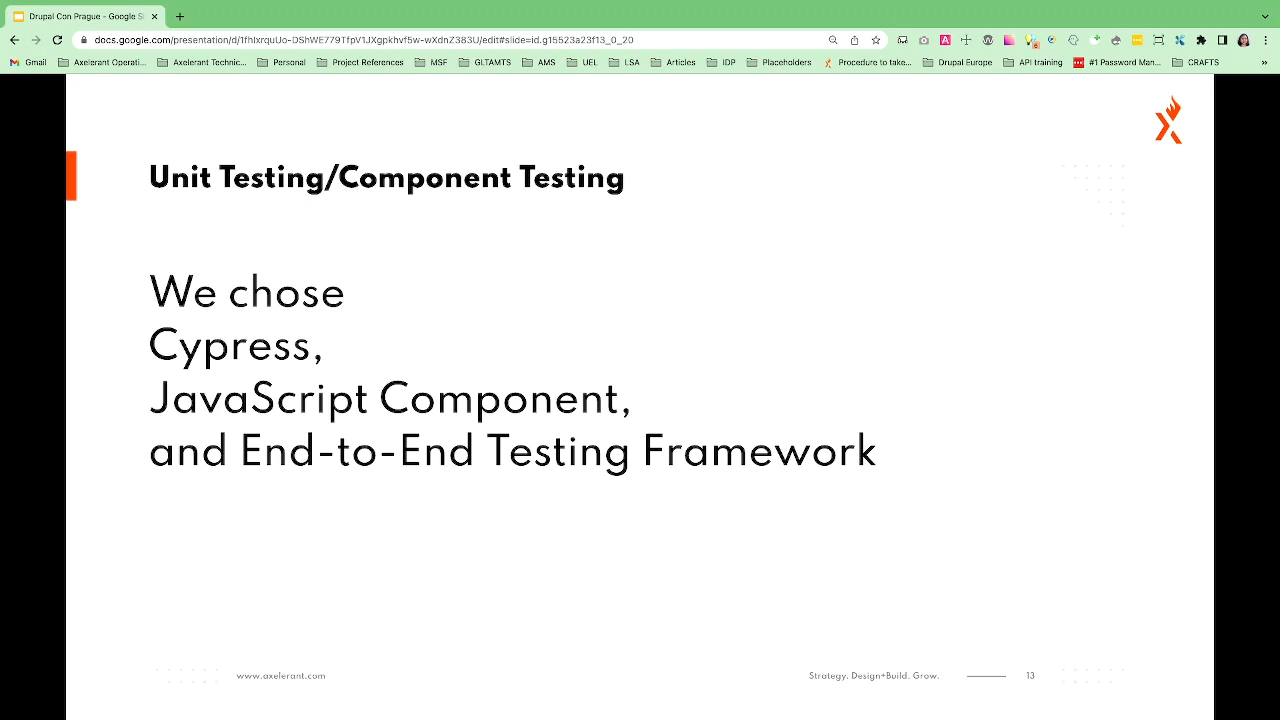 Drupal Con Prague - Google Sl
docs.google.com/presentation/d/1fhIxrquUo-DShWE779TfpV1JXgpkhvf5w-wXdnZ383U/edit#slide=id.g15523a23f13_0_20
Gmail Axelerant Operati... Axelerant Technic... Personal Project References MSF GLTAMTS AMS UEL LSA Articles IDP Placeholders Procedure to take... Drupal Europe API training #1 Password Man... CRAFTS »
Unit Testing/Component Testing
We chose
Cypress,
JavaScript Component,
and End-to-End Testing Framework
www.axelerant.com Strategy. Design+Build. Grow. 13